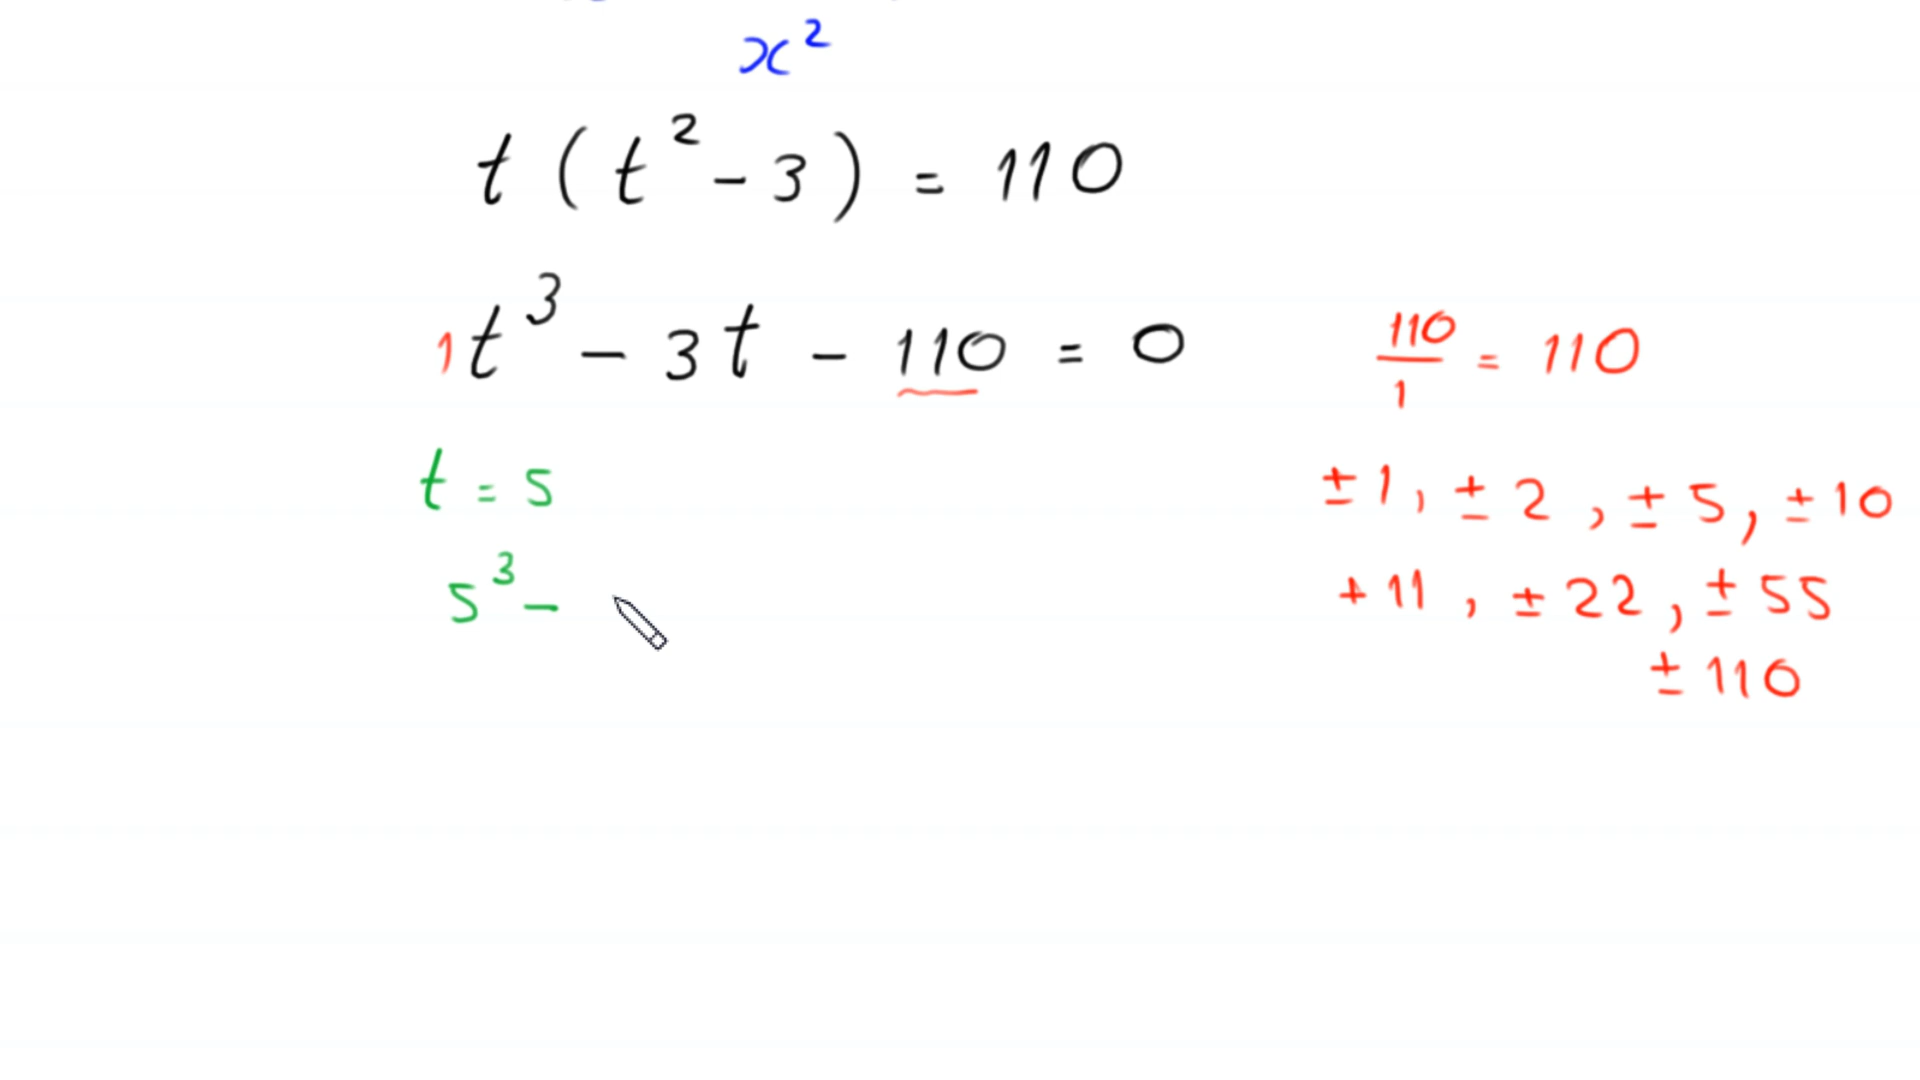 x²
t (t² - 3) = 110
1t³ - 3t - 110 = 0
110/1 = 110
t = 5
± 1, ± 2, ± 5, ± 10
5³ -
+ 11, ± 22, ± 55
± 110